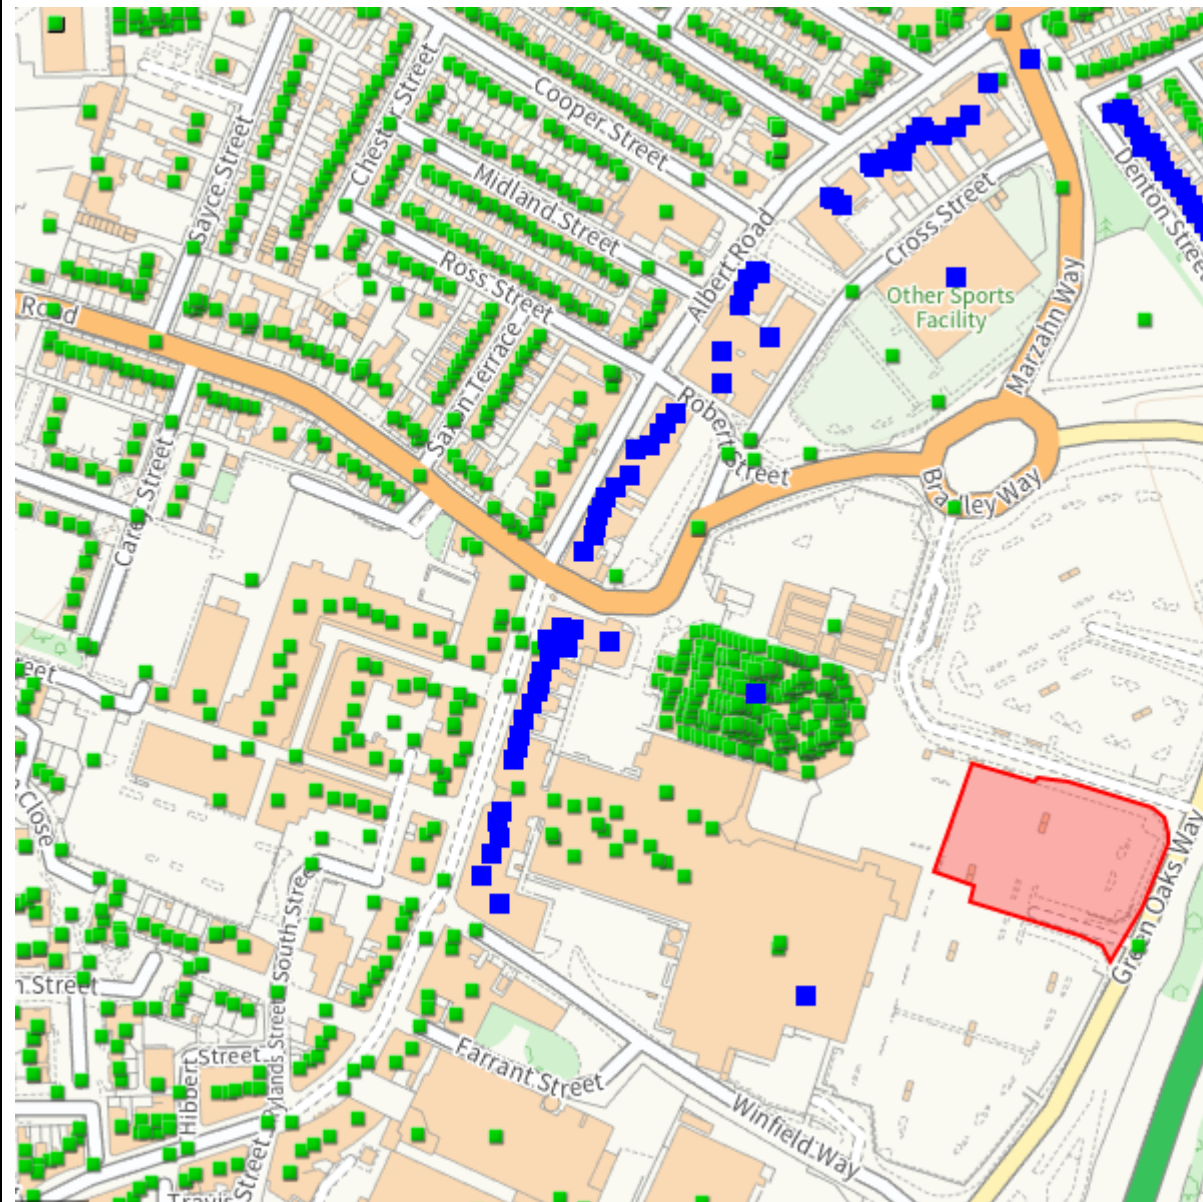 Cooper Street
Chester Street
Sayce Street
Midland Street
Denton Street
Cross Street
Albert Road
Ross Street
Other Sports
Facility
Marzahn Way
Road
Saxon Terrace
Robert Street
Carey Street
Bradley Way
reet
Close
Green Oaks Way
South Street
n Street
Street
Rylands Street
Hibbert
Farrant Street
Winfield Way
Travis
Street